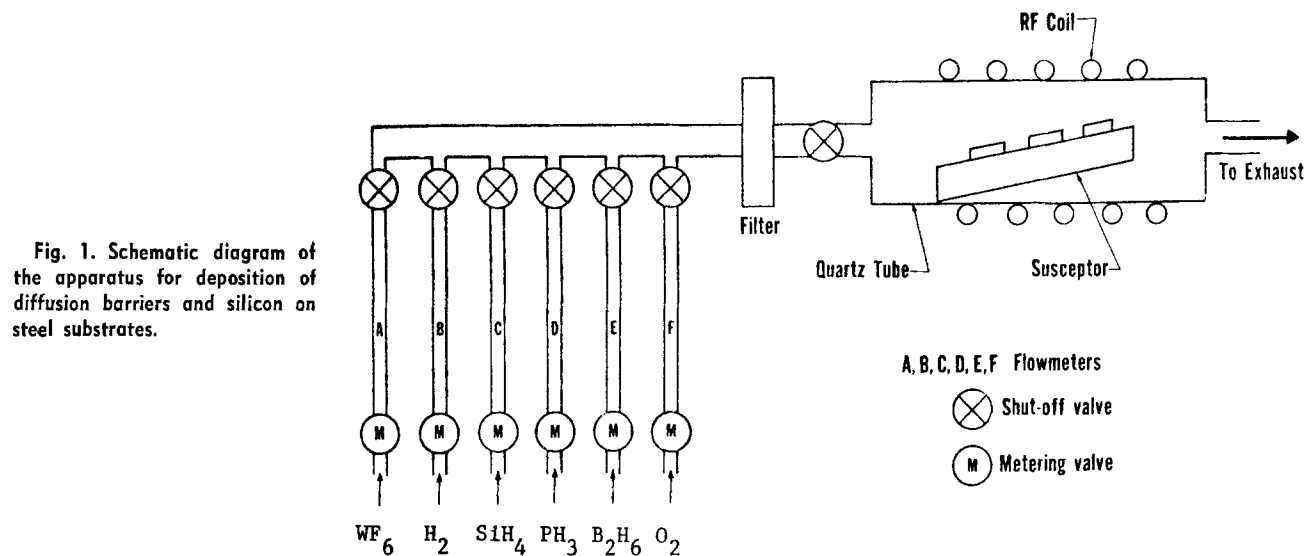 RF Coil
To Exhaust
Filter
Quartz Tube
Susceptor
Fig. 1. Schematic diagram of
the apparatus for deposition of
diffusion barriers and silicon on
steel substrates.
A B C D E F
A, B, C, D, E, F Flowmeters
Shut-off valve
M M M M M M
M Metering valve
WF6 H2 SiH4 PH3 B2H6 O2